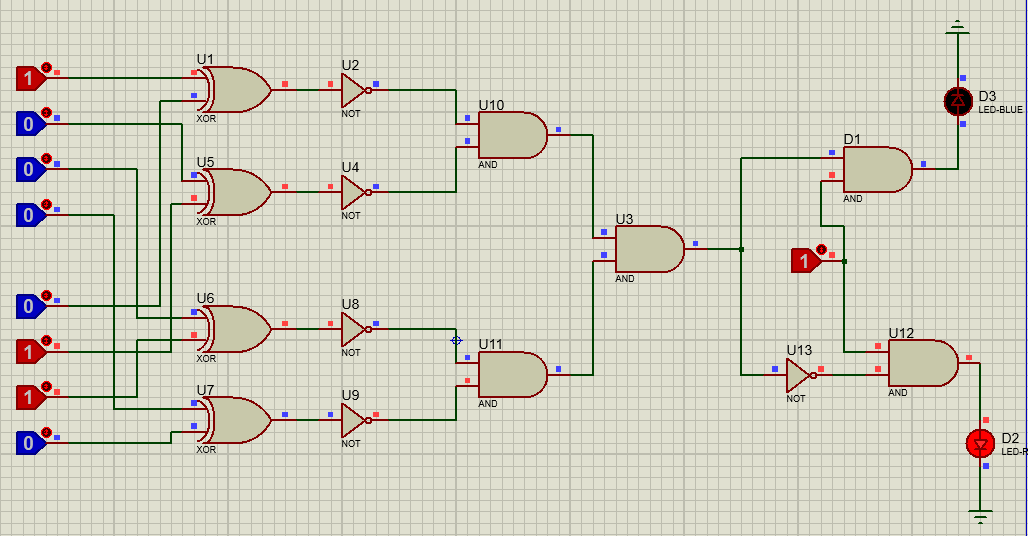 1
0
0
0
0
1
1
0
U1
XOR
U5
XOR
U6
XOR
U7
XOR
U2
NOT
U4
NOT
U8
NOT
U9
NOT
U10
AND
U11
AND
U3
AND
1
D1
AND
U13
NOT
U12
AND
D3
LED-BLUE
D2
LED-R